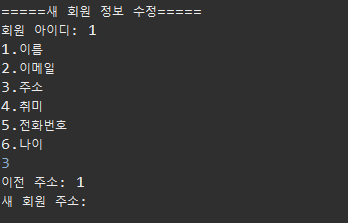 =====새 회원 정보 수정=====
회원 아이디: 1
1.이름
2.이메일
3.주소
4.취미
5.전화번호
6.나이
3
이전 주소: 1
새 회원 주소: